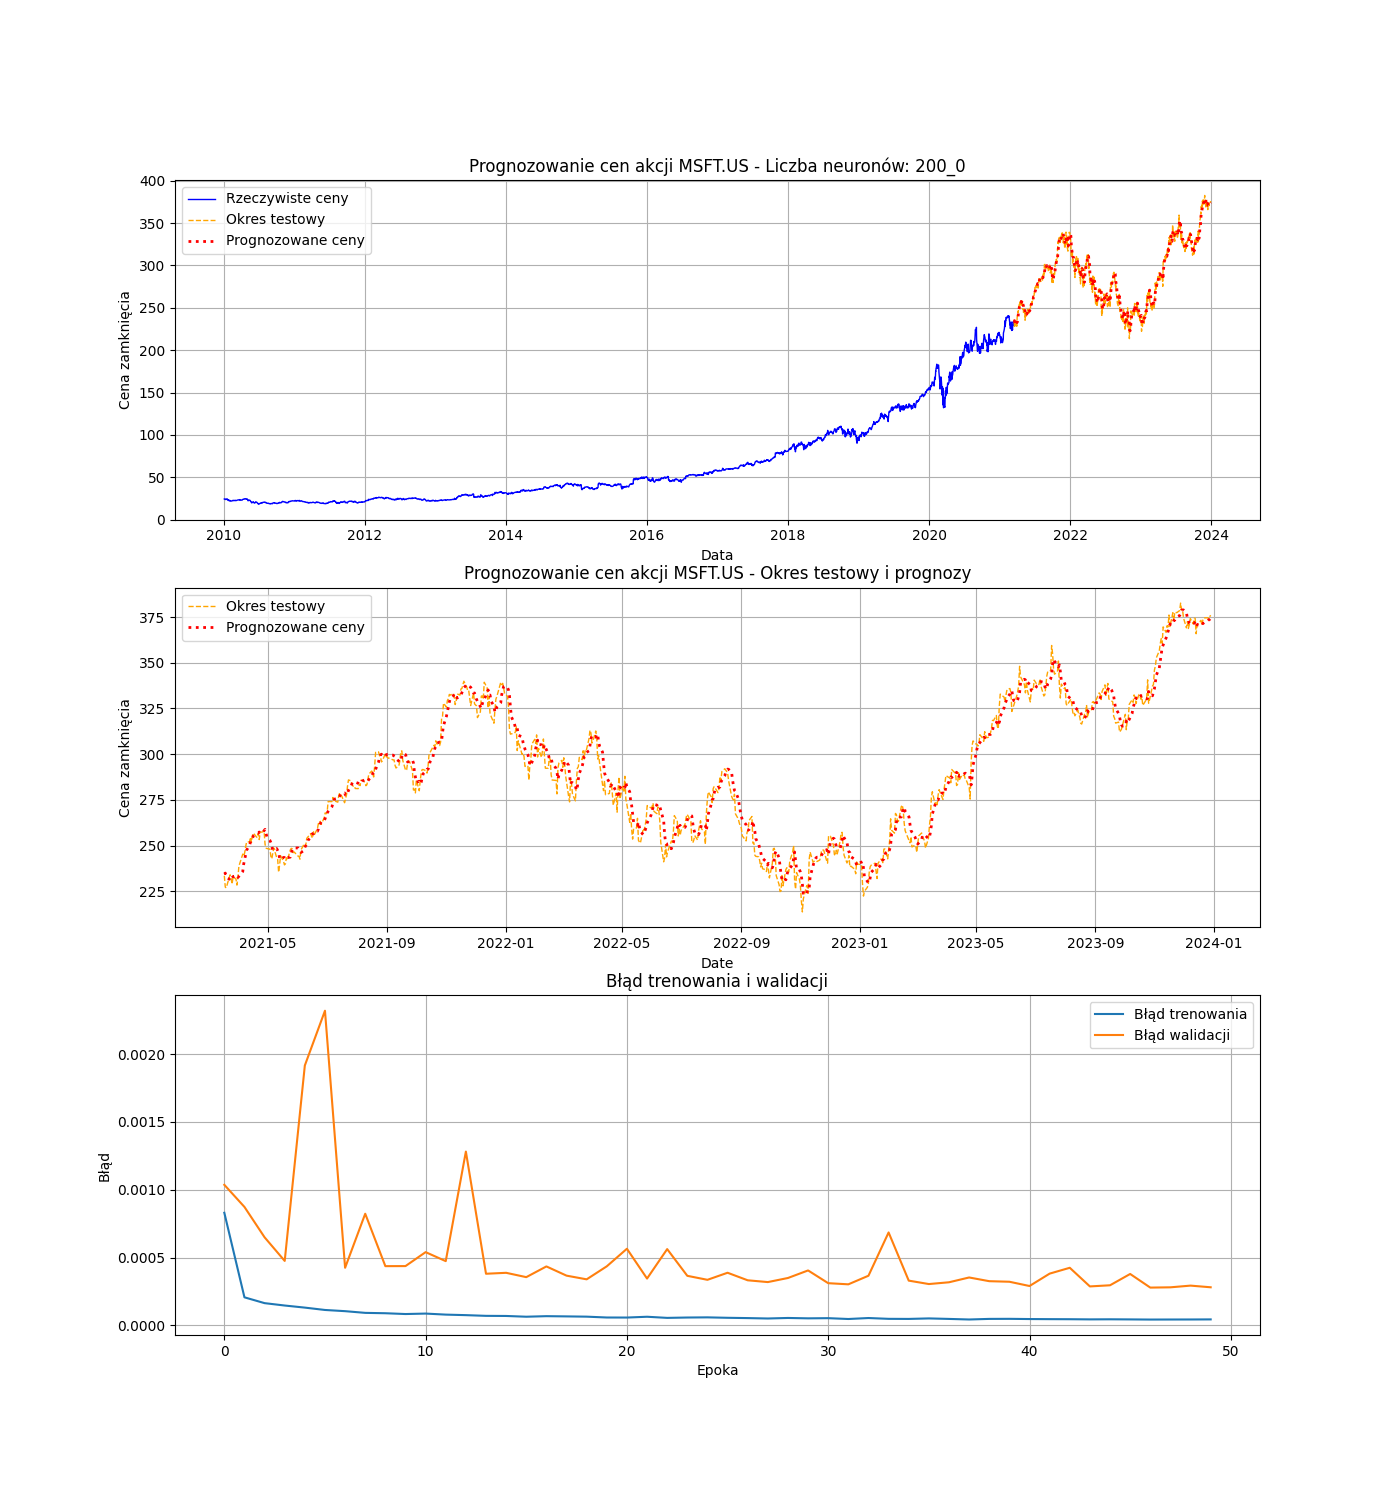 Prognozowanie cen akcji MSFT.US - Liczba neuronów: 200_0
400
350
300
250
200
150
100
50
0
Cena zamknięcia
Rzeczywiste ceny
Okres testowy
Prognozowane ceny
2010 2012 2014 2016 2018 2020 2022 2024
Data
Prognozowanie cen akcji MSFT.US - Okres testowy i prognozy
375
350
325
300
275
250
225
Cena zamknięcia
Okres testowy
Prognozowane ceny
2021-05 2021-09 2022-01 2022-05 2022-09 2023-01 2023-05 2023-09 2024-01
Date
Błąd trenowania i walidacji
0.0020
0.0015
0.0010
0.0005
0.0000
Błąd
Błąd trenowania
Błąd walidacji
0 10 20 30 40 50
Epoka